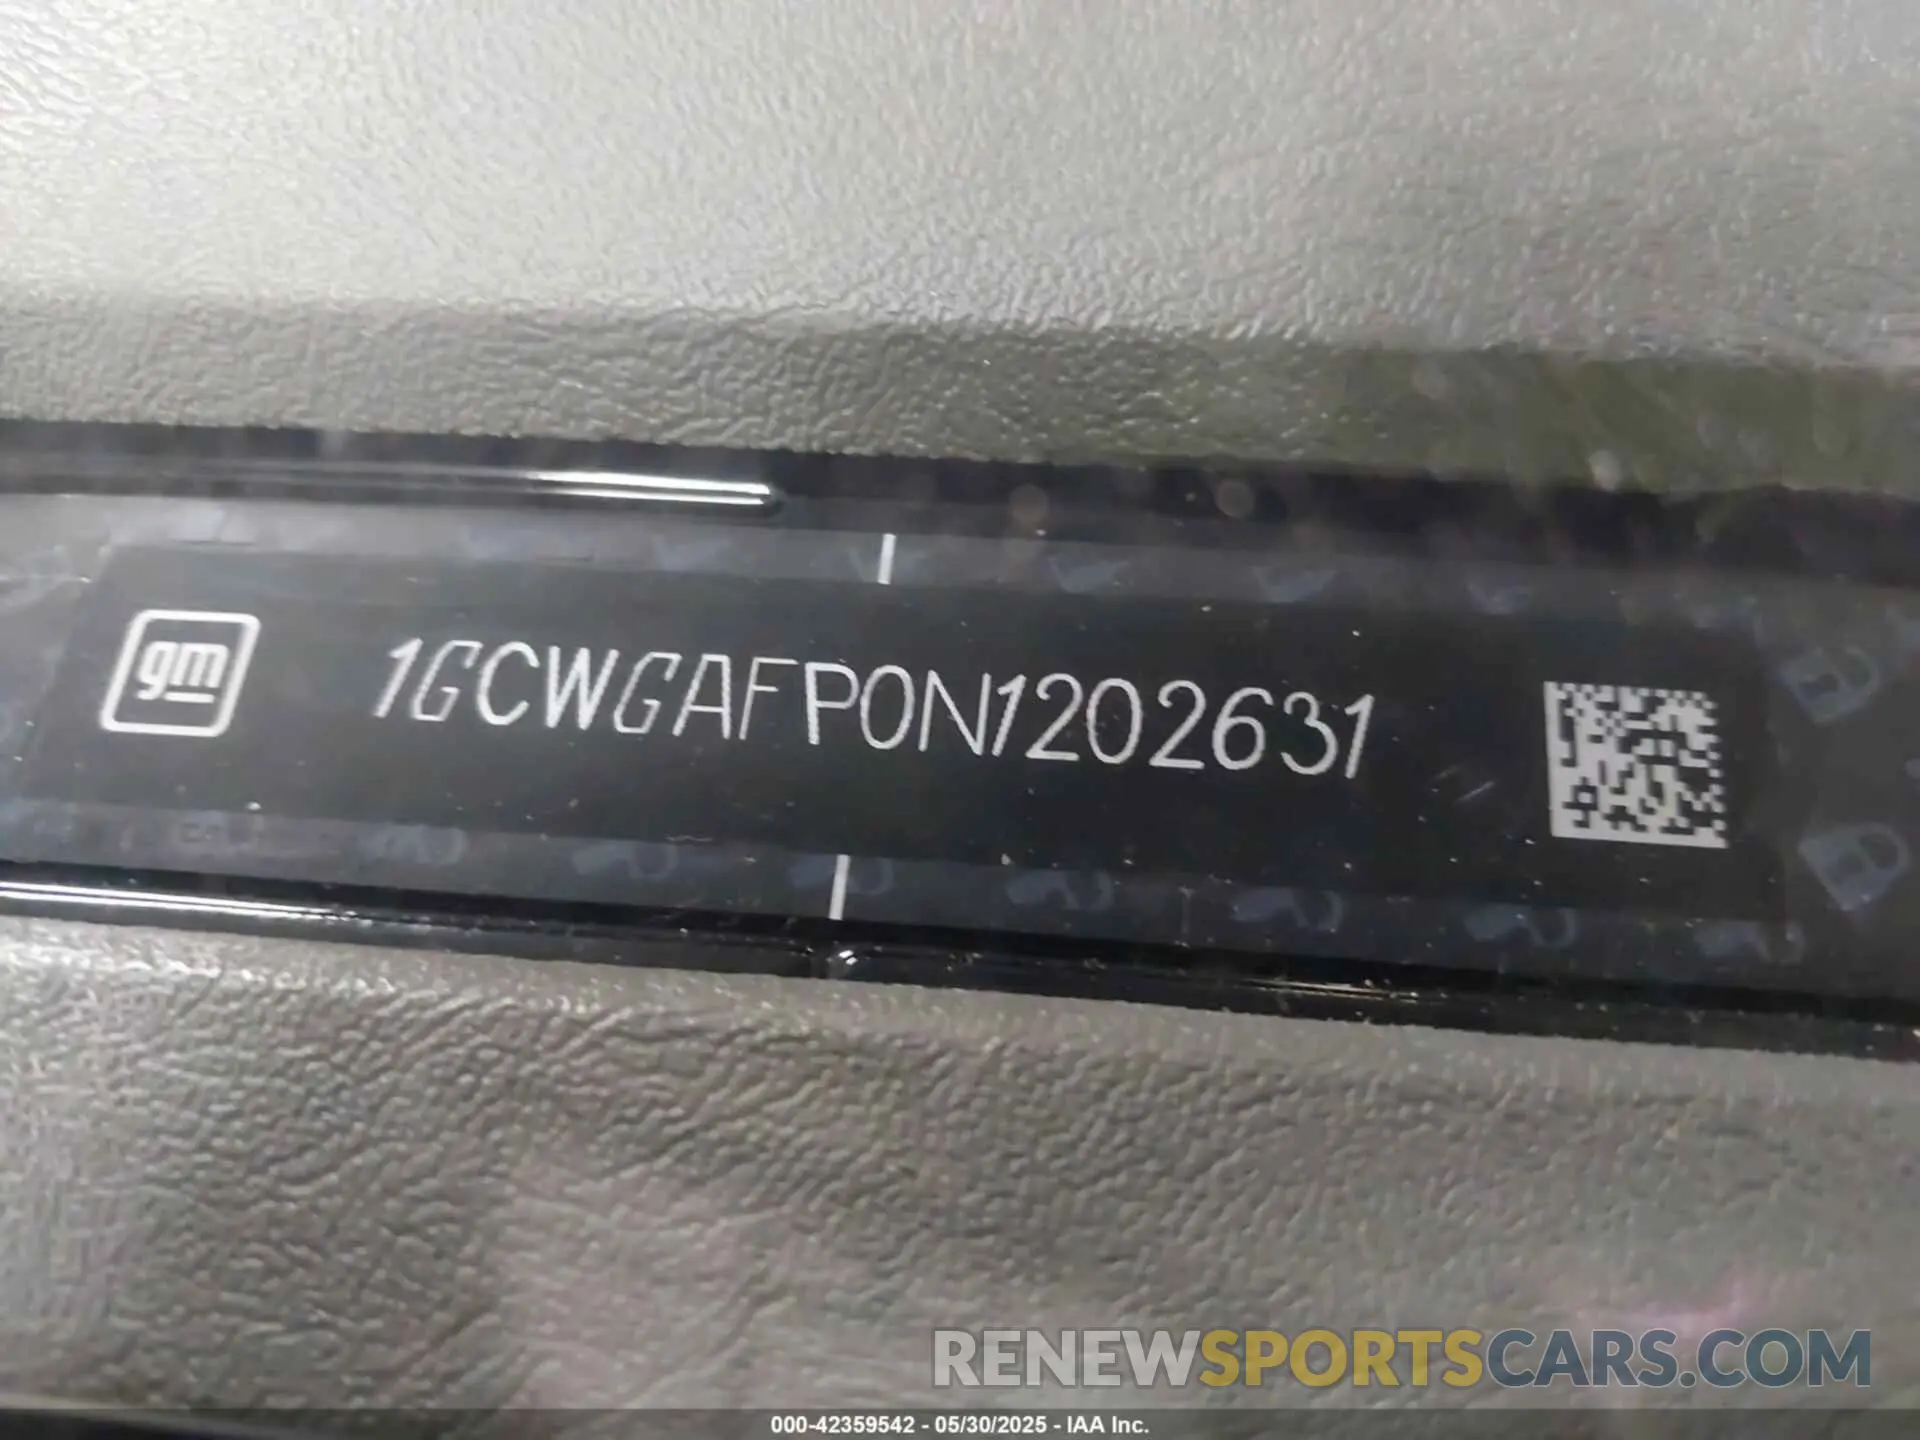 gm
1GCWGAFP0N1202631
RENEWSPORTSCARS.COM
000-42359542 - 05/30/2025 - IAA Inc.